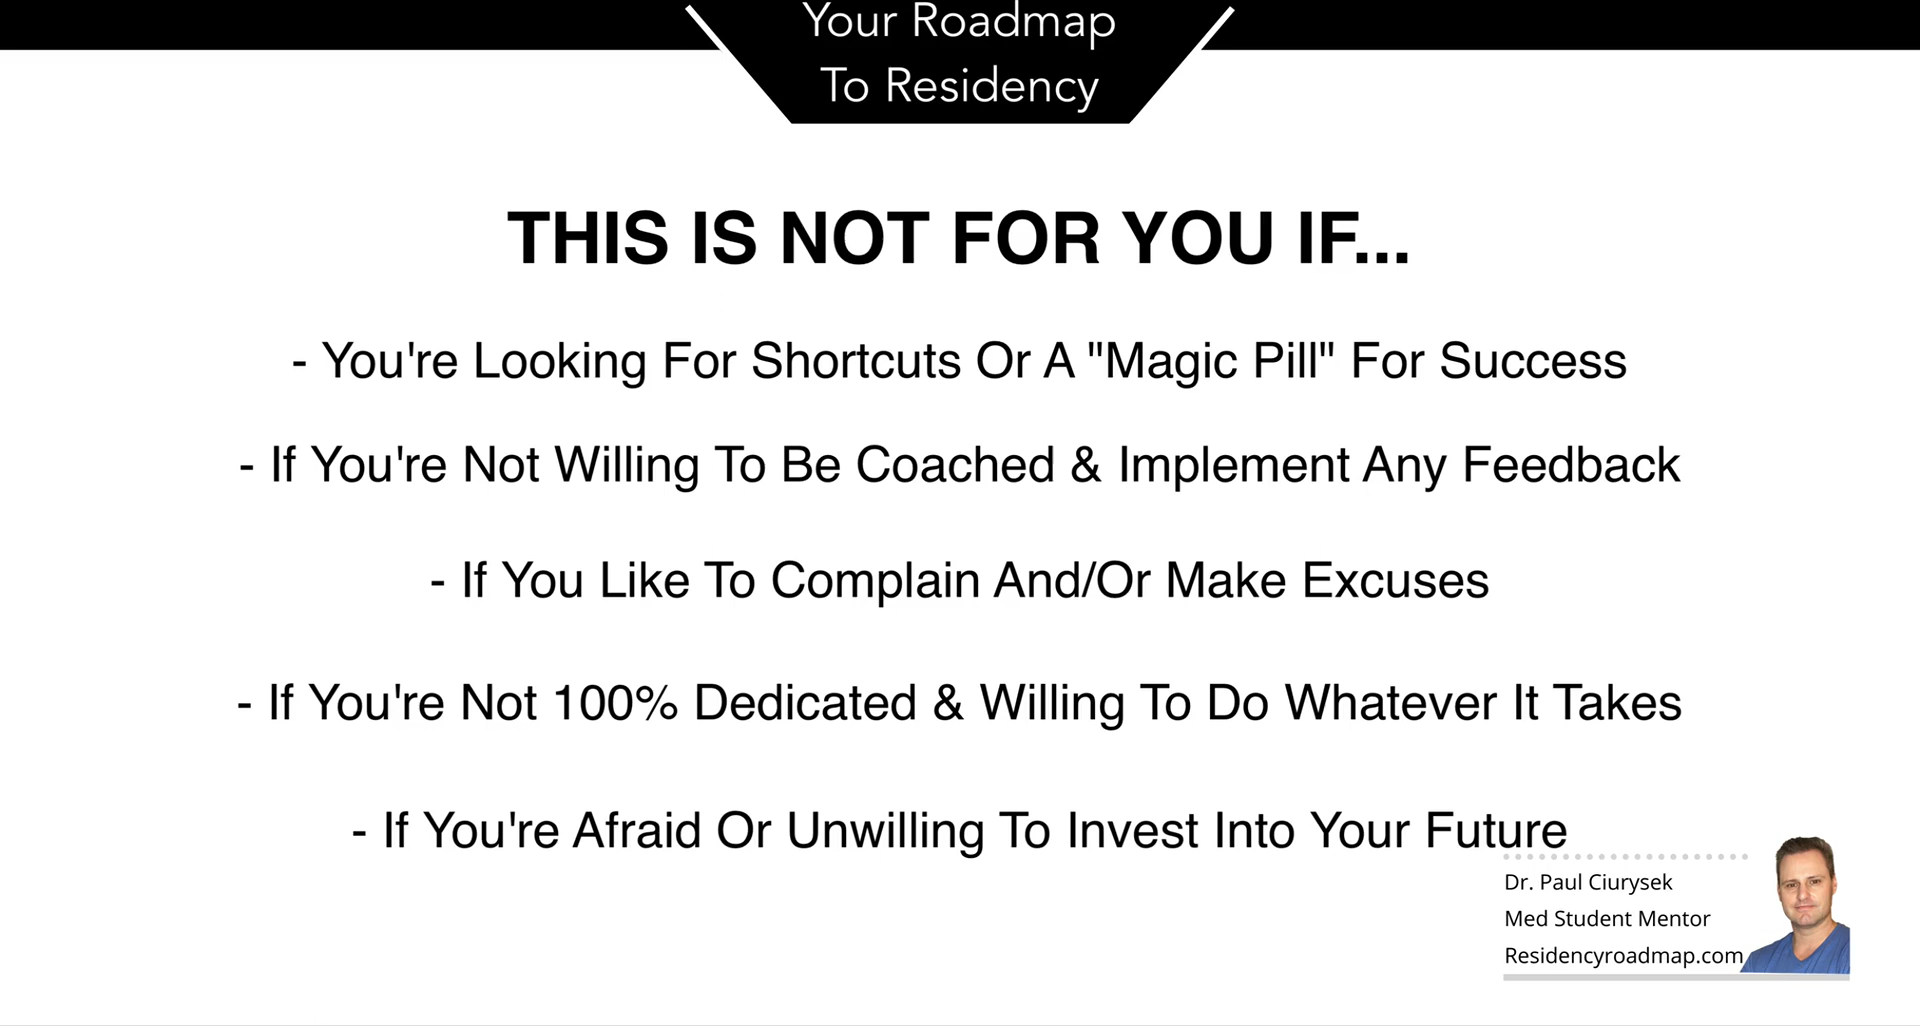 Your Roadmap
To Residency
THIS IS NOT FOR YOU IF...
- You're Looking For Shortcuts Or A "Magic Pill" For Success
- If You're Not Willing To Be Coached & Implement Any Feedback
- If You Like To Complain And/Or Make Excuses
- If You're Not 100% Dedicated & Willing To Do Whatever It Takes
- If You're Afraid Or Unwilling To Invest Into Your Future
Dr. Paul Ciurysek
Med Student Mentor
Residencyroadmap.com